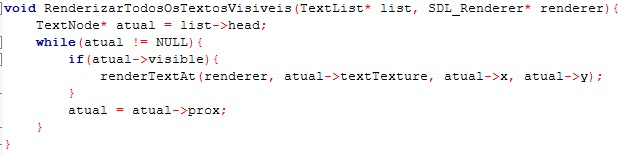 void RenderizarTodosOsTextosVisiveis(TextList* list, SDL_Renderer* renderer){
    TextNode* atual = list->head;
    while(atual != NULL){
        if(atual->visible){
            renderTextAt(renderer, atual->textTexture, atual->x, atual->y);
        }
        atual = atual->prox;
    }
}